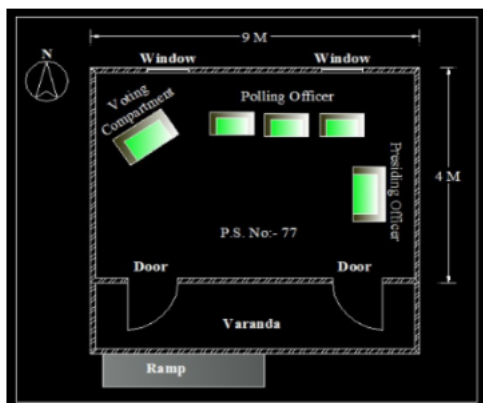 9 M
N
Window
Window
Voting
Compartment
Polling Officer
Presiding Officer
4 M
P.S. No:- 77
Door
Door
Varanda
Ramp